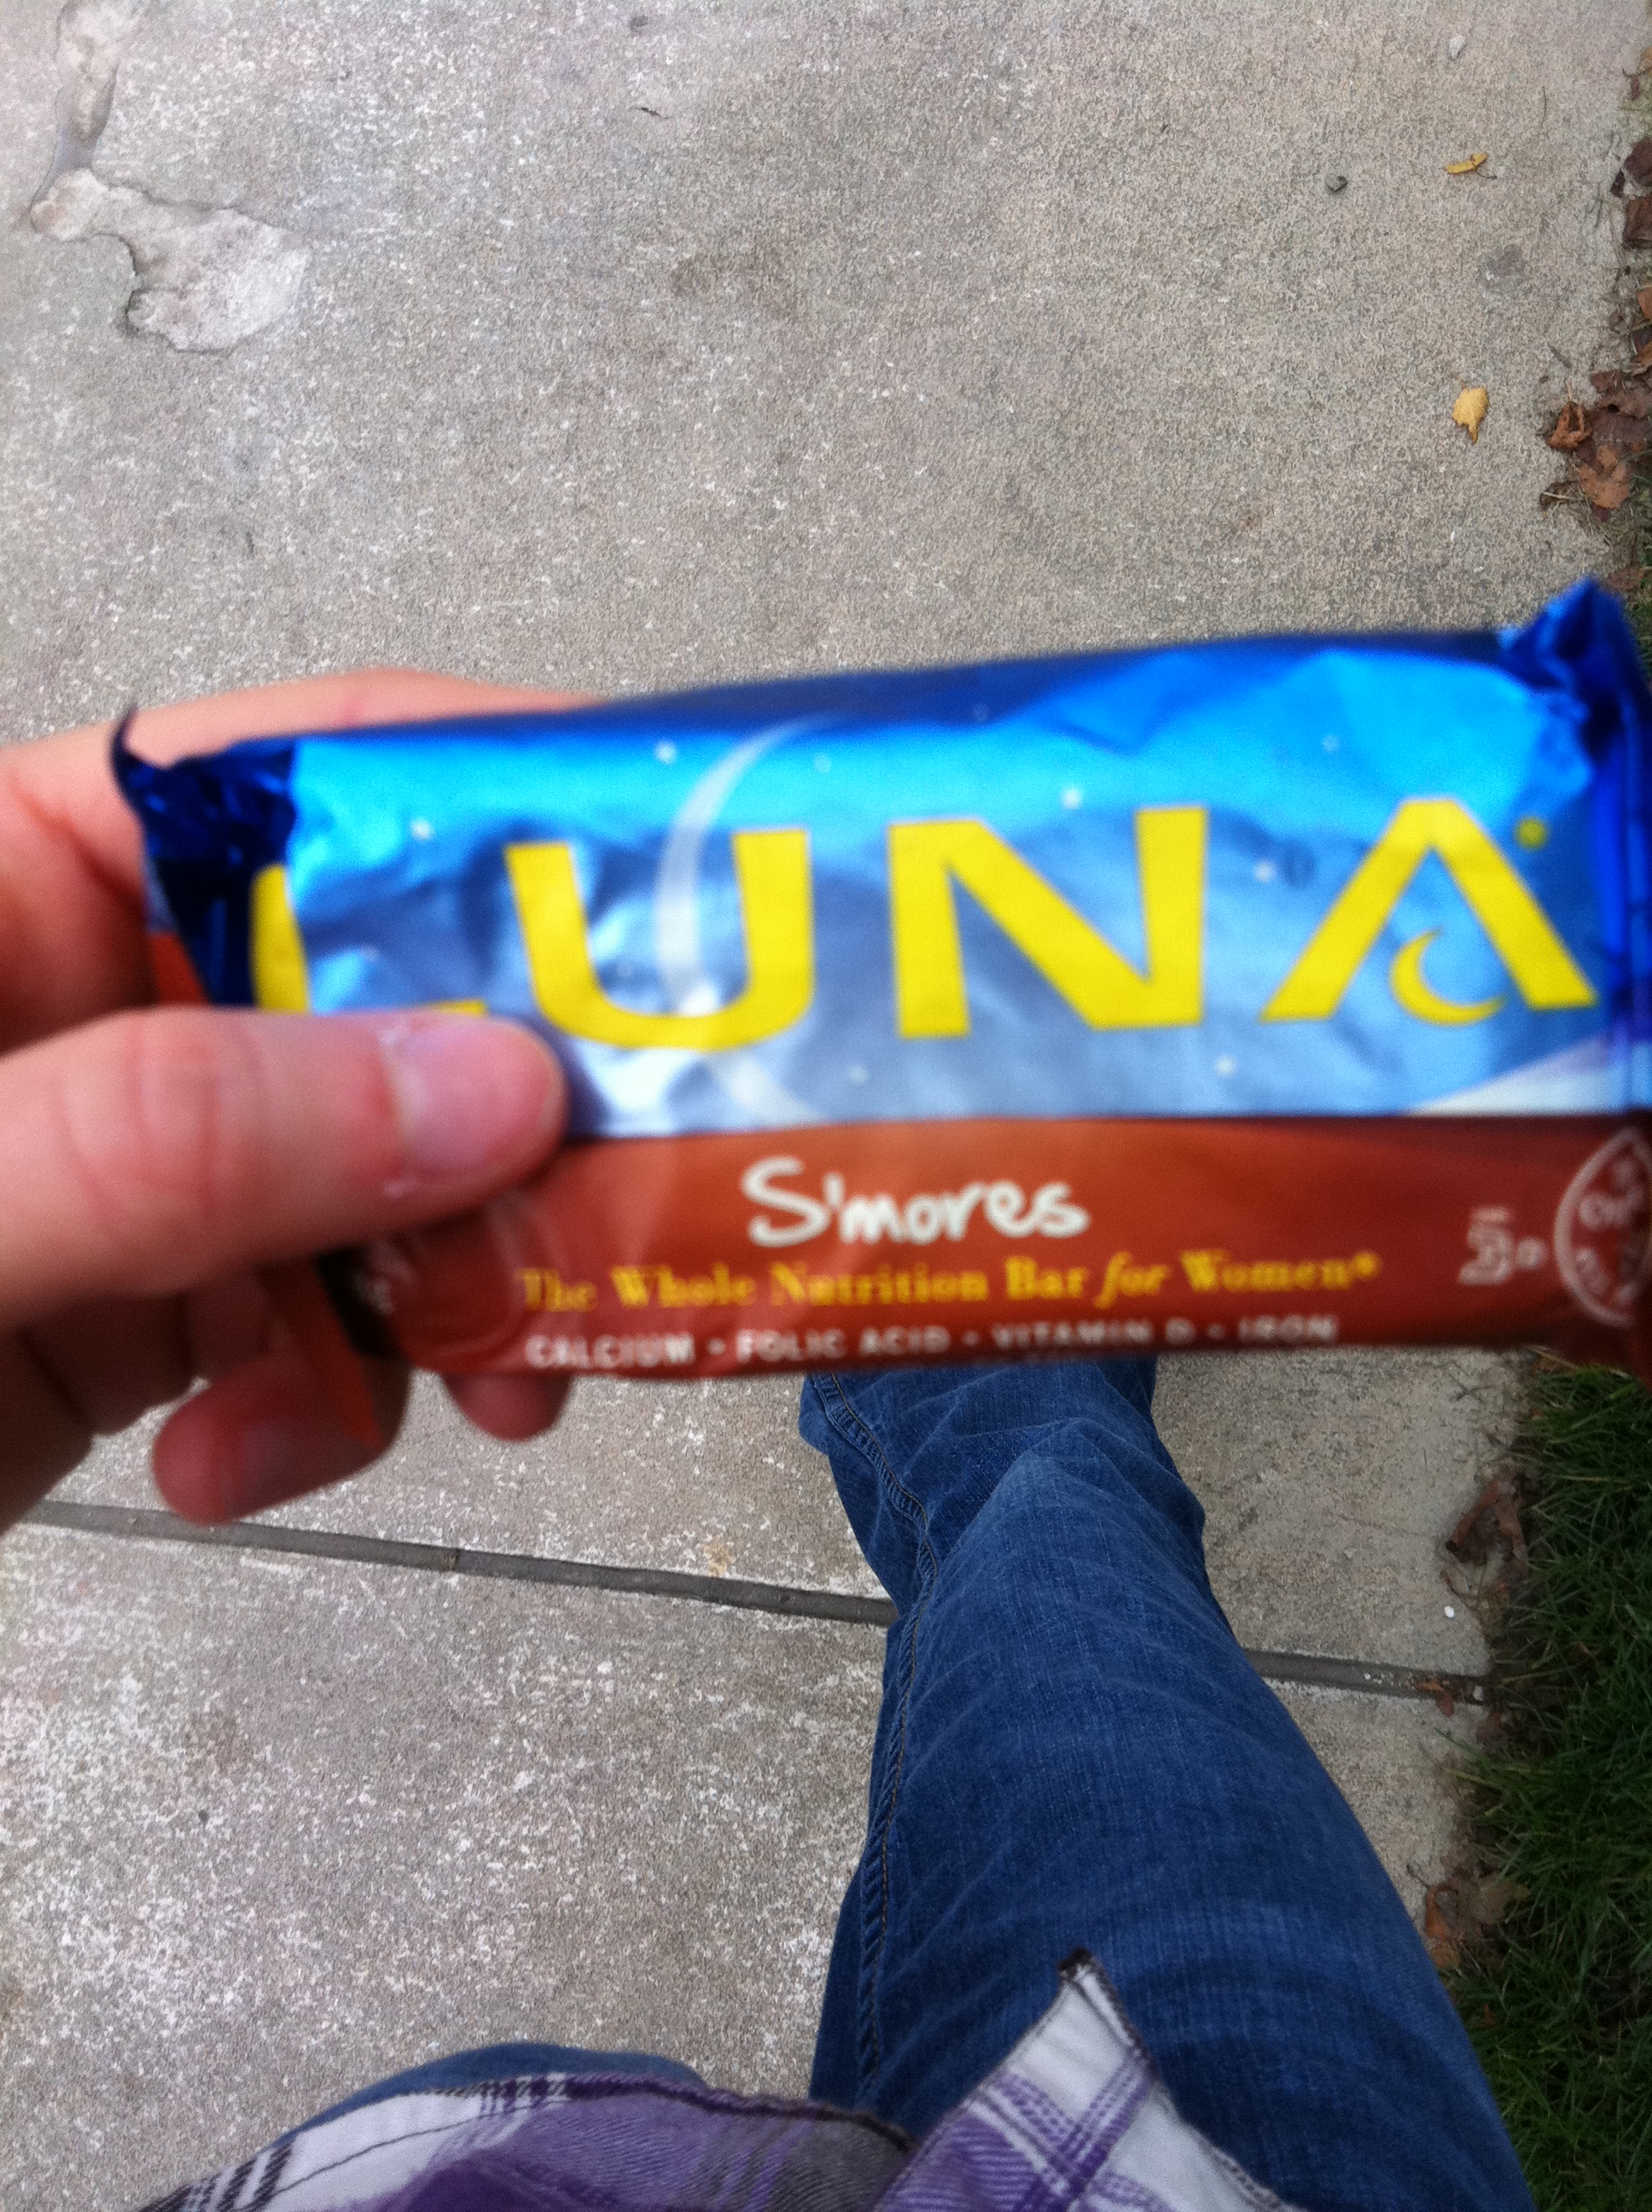 LUNA
S'mores
The Whole Nutrition Bar for Women®
CALCIUM • FOLIC ACID • VITAMIN D • IRON